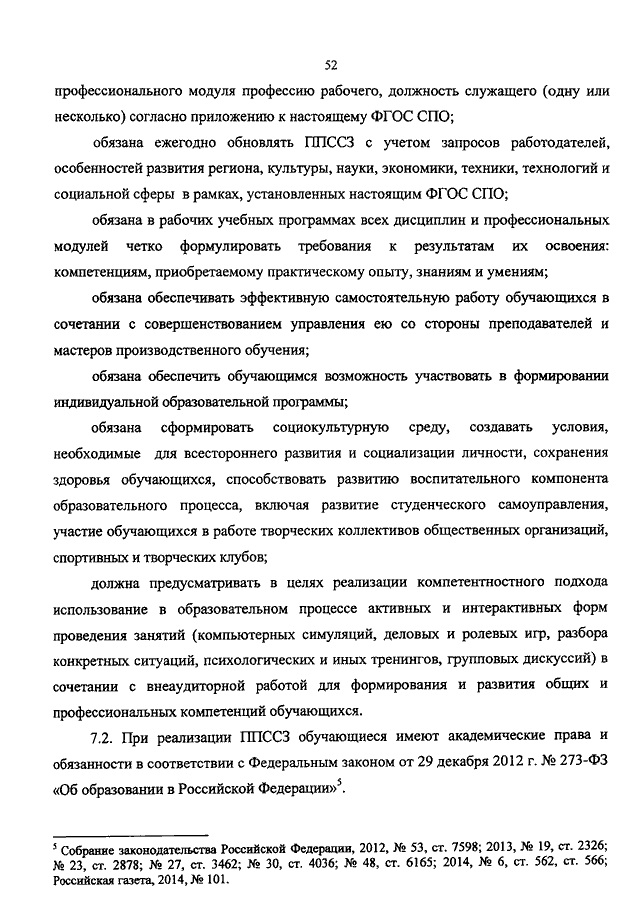 52
профессионального модуля профессию рабочего, должность служащего (одну или
несколько) согласно приложению к настоящему ФГОС СПО;
обязана ежегодно обновлять ППССЗ с учетом запросов работодателей,
особенностей развития региона, культуры, науки, экономики, техники, технологий и
социальной сферы в рамках, установленных настоящим ФГОС СПО;
обязана в рабочих учебных программах всех дисциплин и профессиональных
модулей четко формулировать требования к результатам их освоения:
компетенциям, приобретаемому практическому опыту, знаниям и умениям;
обязана обеспечивать эффективную самостоятельную работу обучающихся в
сочетании с совершенствованием управления ею со стороны преподавателей и
мастеров производственного обучения;
обязана обеспечить обучающимся возможность участвовать в формировании
индивидуальной образовательной программы;
обязана сформировать социокультурную среду, создавать условия,
необходимые для всестороннего развития и социализации личности, сохранения
здоровья обучающихся, способствовать развитию воспитательного компонента
образовательного процесса, включая развитие студенческого самоуправления,
участие обучающихся в работе творческих коллективов общественных организаций,
спортивных и творческих клубов;
должна предусматривать в целях реализации компетентностного подхода
использование в образовательном процессе активных и интерактивных форм
проведения занятий (компьютерных симуляций, деловых и ролевых игр, разбора
конкретных ситуаций, психологических и иных тренингов, групповых дискуссий) в
сочетании с внеаудиторной работой для формирования и развития общих и
профессиональных компетенций обучающихся.
7.2. При реализации ППССЗ обучающиеся имеют академические права и
обязанности в соответствии с Федеральным законом от 29 декабря 2012 г. № 273-ФЗ
«Об образовании в Российской Федерации»⁵.
⁵ Собрание законодательства Российской Федерации, 2012, № 53, ст. 7598; 2013, № 19, ст. 2326;
№ 23, ст. 2878; № 27, ст. 3462; № 30, ст. 4036; № 48, ст. 6165; 2014, № 6, ст. 562, ст. 566;
Российская газета, 2014, № 101.